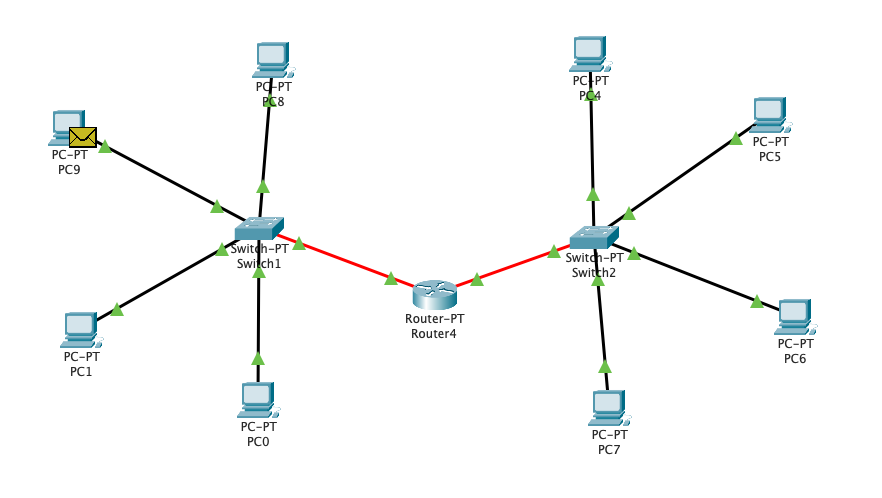 PC-PT
PC8
PC-PT
PC4
PC-PT
PC9
PC-PT
PC5
Switch-PT
Switch1
Switch-PT
Switch2
Router-PT
Router4
PC-PT
PC1
PC-PT
PC6
PC-PT
PC0
PC-PT
PC7